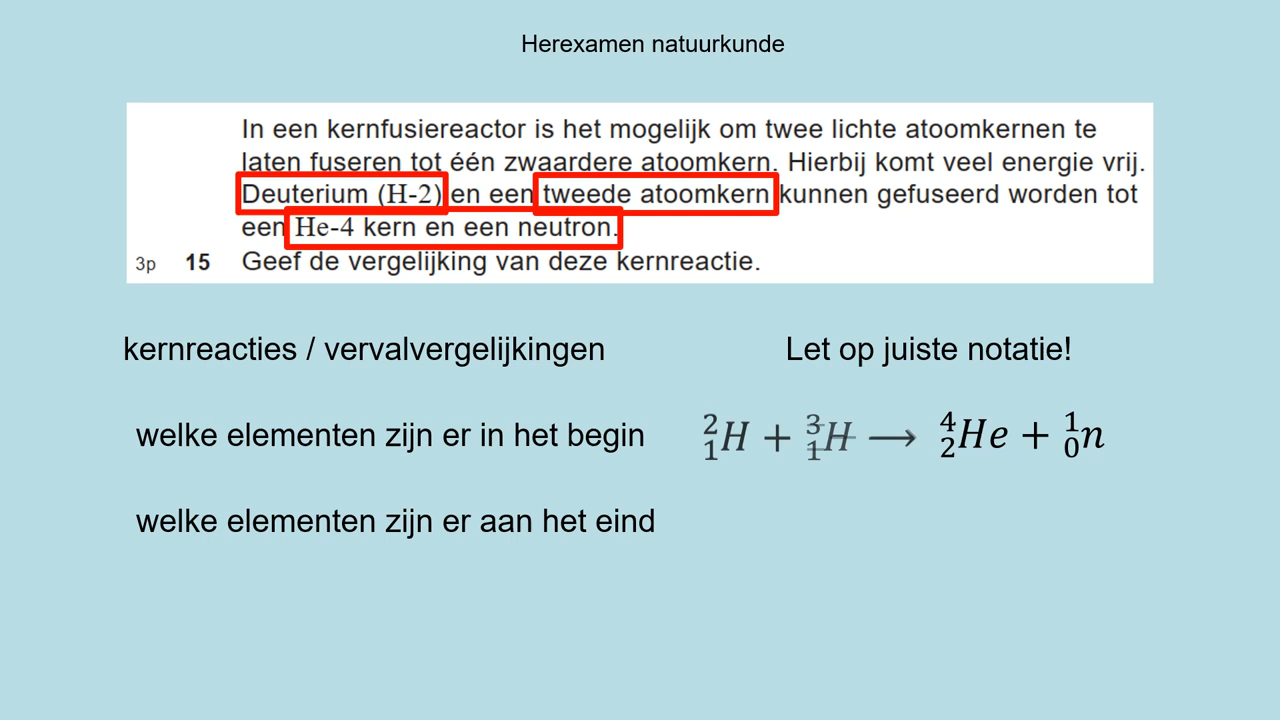 Herexamen natuurkunde
In een kernfusiereactor is het mogelijk om twee lichte atoomkernen te
laten fuseren tot één zwaardere atoomkern. Hierbij komt veel energie vrij.
Deuterium (H-2) en een tweede atoomkern kunnen gefuseerd worden tot
een He-4 kern en een neutron.
3p 15 Geef de vergelijking van deze kernreactie.
kernreacties / vervalvergelijkingen
Let op juiste notatie!
welke elementen zijn er in het begin
²₁H + ³₁H ⟶ ⁴₂He + ¹₀n
welke elementen zijn er aan het eind